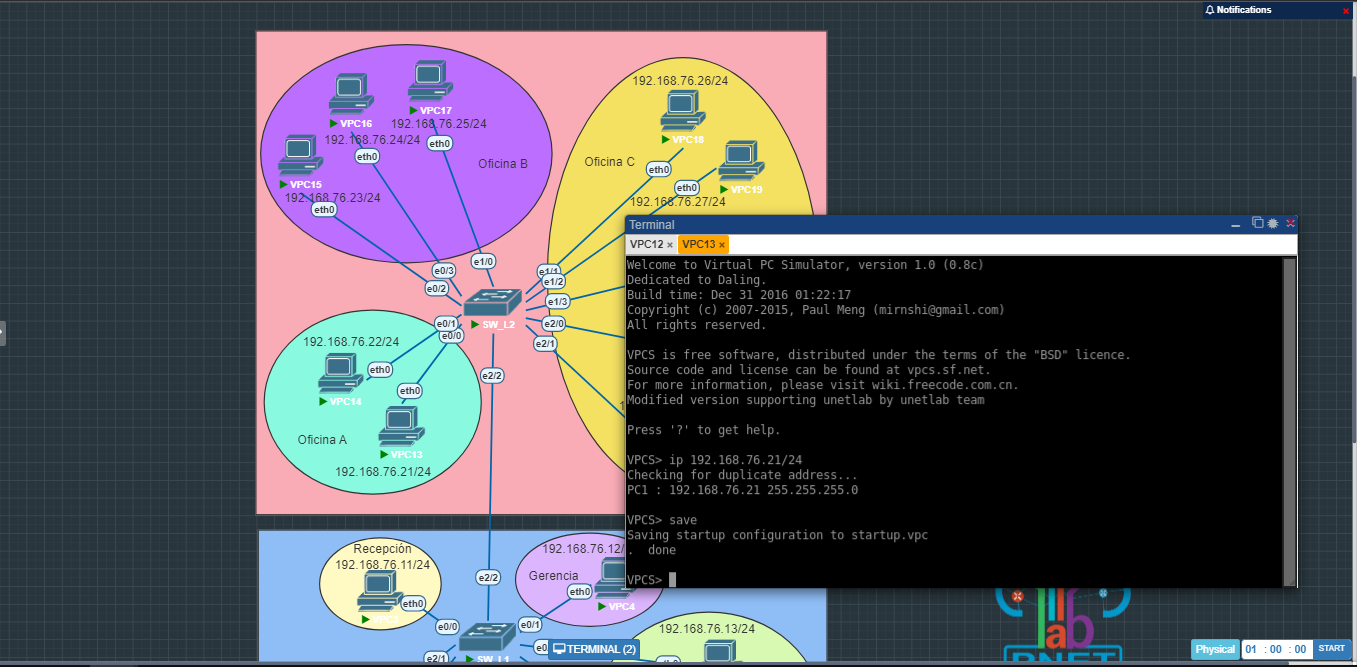 Notifications
192.168.76.26/24
VPC17
VPC16
192.168.76.25/24
192.168.76.24/24
eth0
eth0
VPC18
Oficina B
Oficina C
VPC15
192.168.76.23/24
eth0
eth0
eth0
VPC19
192.168.76.27/24
e1/0
e0/3
e0/2
e1/1
e1/2
e1/3
e0/1
e0/0
SW_L2
e2/0
e2/1
e2/2
192.168.76.22/24
eth0
VPC14
eth0
Oficina A
VPC13
192.168.76.21/24
Terminal
VPC12 × VPC13 ×
Welcome to Virtual PC Simulator, version 1.0 (0.8c)
Dedicated to Daling.
Build time: Dec 31 2016 01:22:17
Copyright (c) 2007-2015, Paul Meng (mirnshi@gmail.com)
All rights reserved.
VPCS is free software, distributed under the terms of the "BSD" licence.
Source code and license can be found at vpcs.sf.net.
For more information, please visit wiki.freecode.com.cn.
Modified version supporting unetlab by unetlab team
Press '?' to get help.
VPCS> ip 192.168.76.21/24
Checking for duplicate address...
PC1 : 192.168.76.21 255.255.255.0
VPCS> save
Saving startup configuration to startup.vpc
.  done
VPCS>
Recepción
192.168.76.11/24
eth0
e2/2
e0/0
192.168.76.12/
Gerencia
eth0
VPC4
e0/1
SW_L1
e2/1
TERMINAL (2)
192.168.76.13/24
lab
PNET
Physical
01 : 00 : 00
START